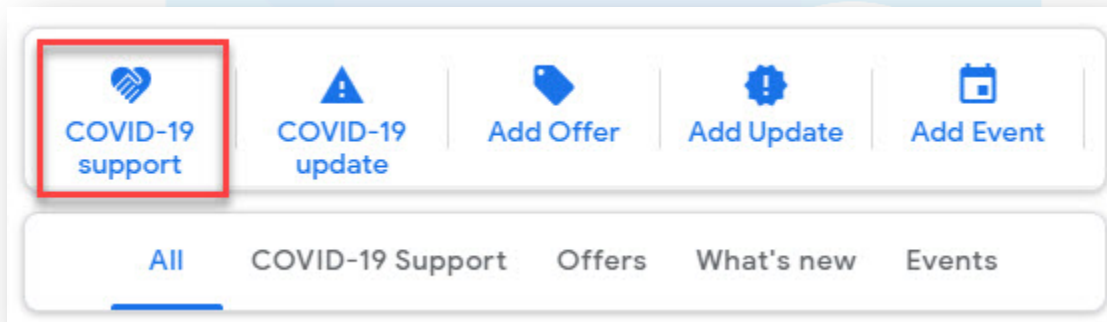 COVID-19
support
COVID-19
update
Add Offer
Add Update
Add Event
All
COVID-19 Support
Offers
What's new
Events